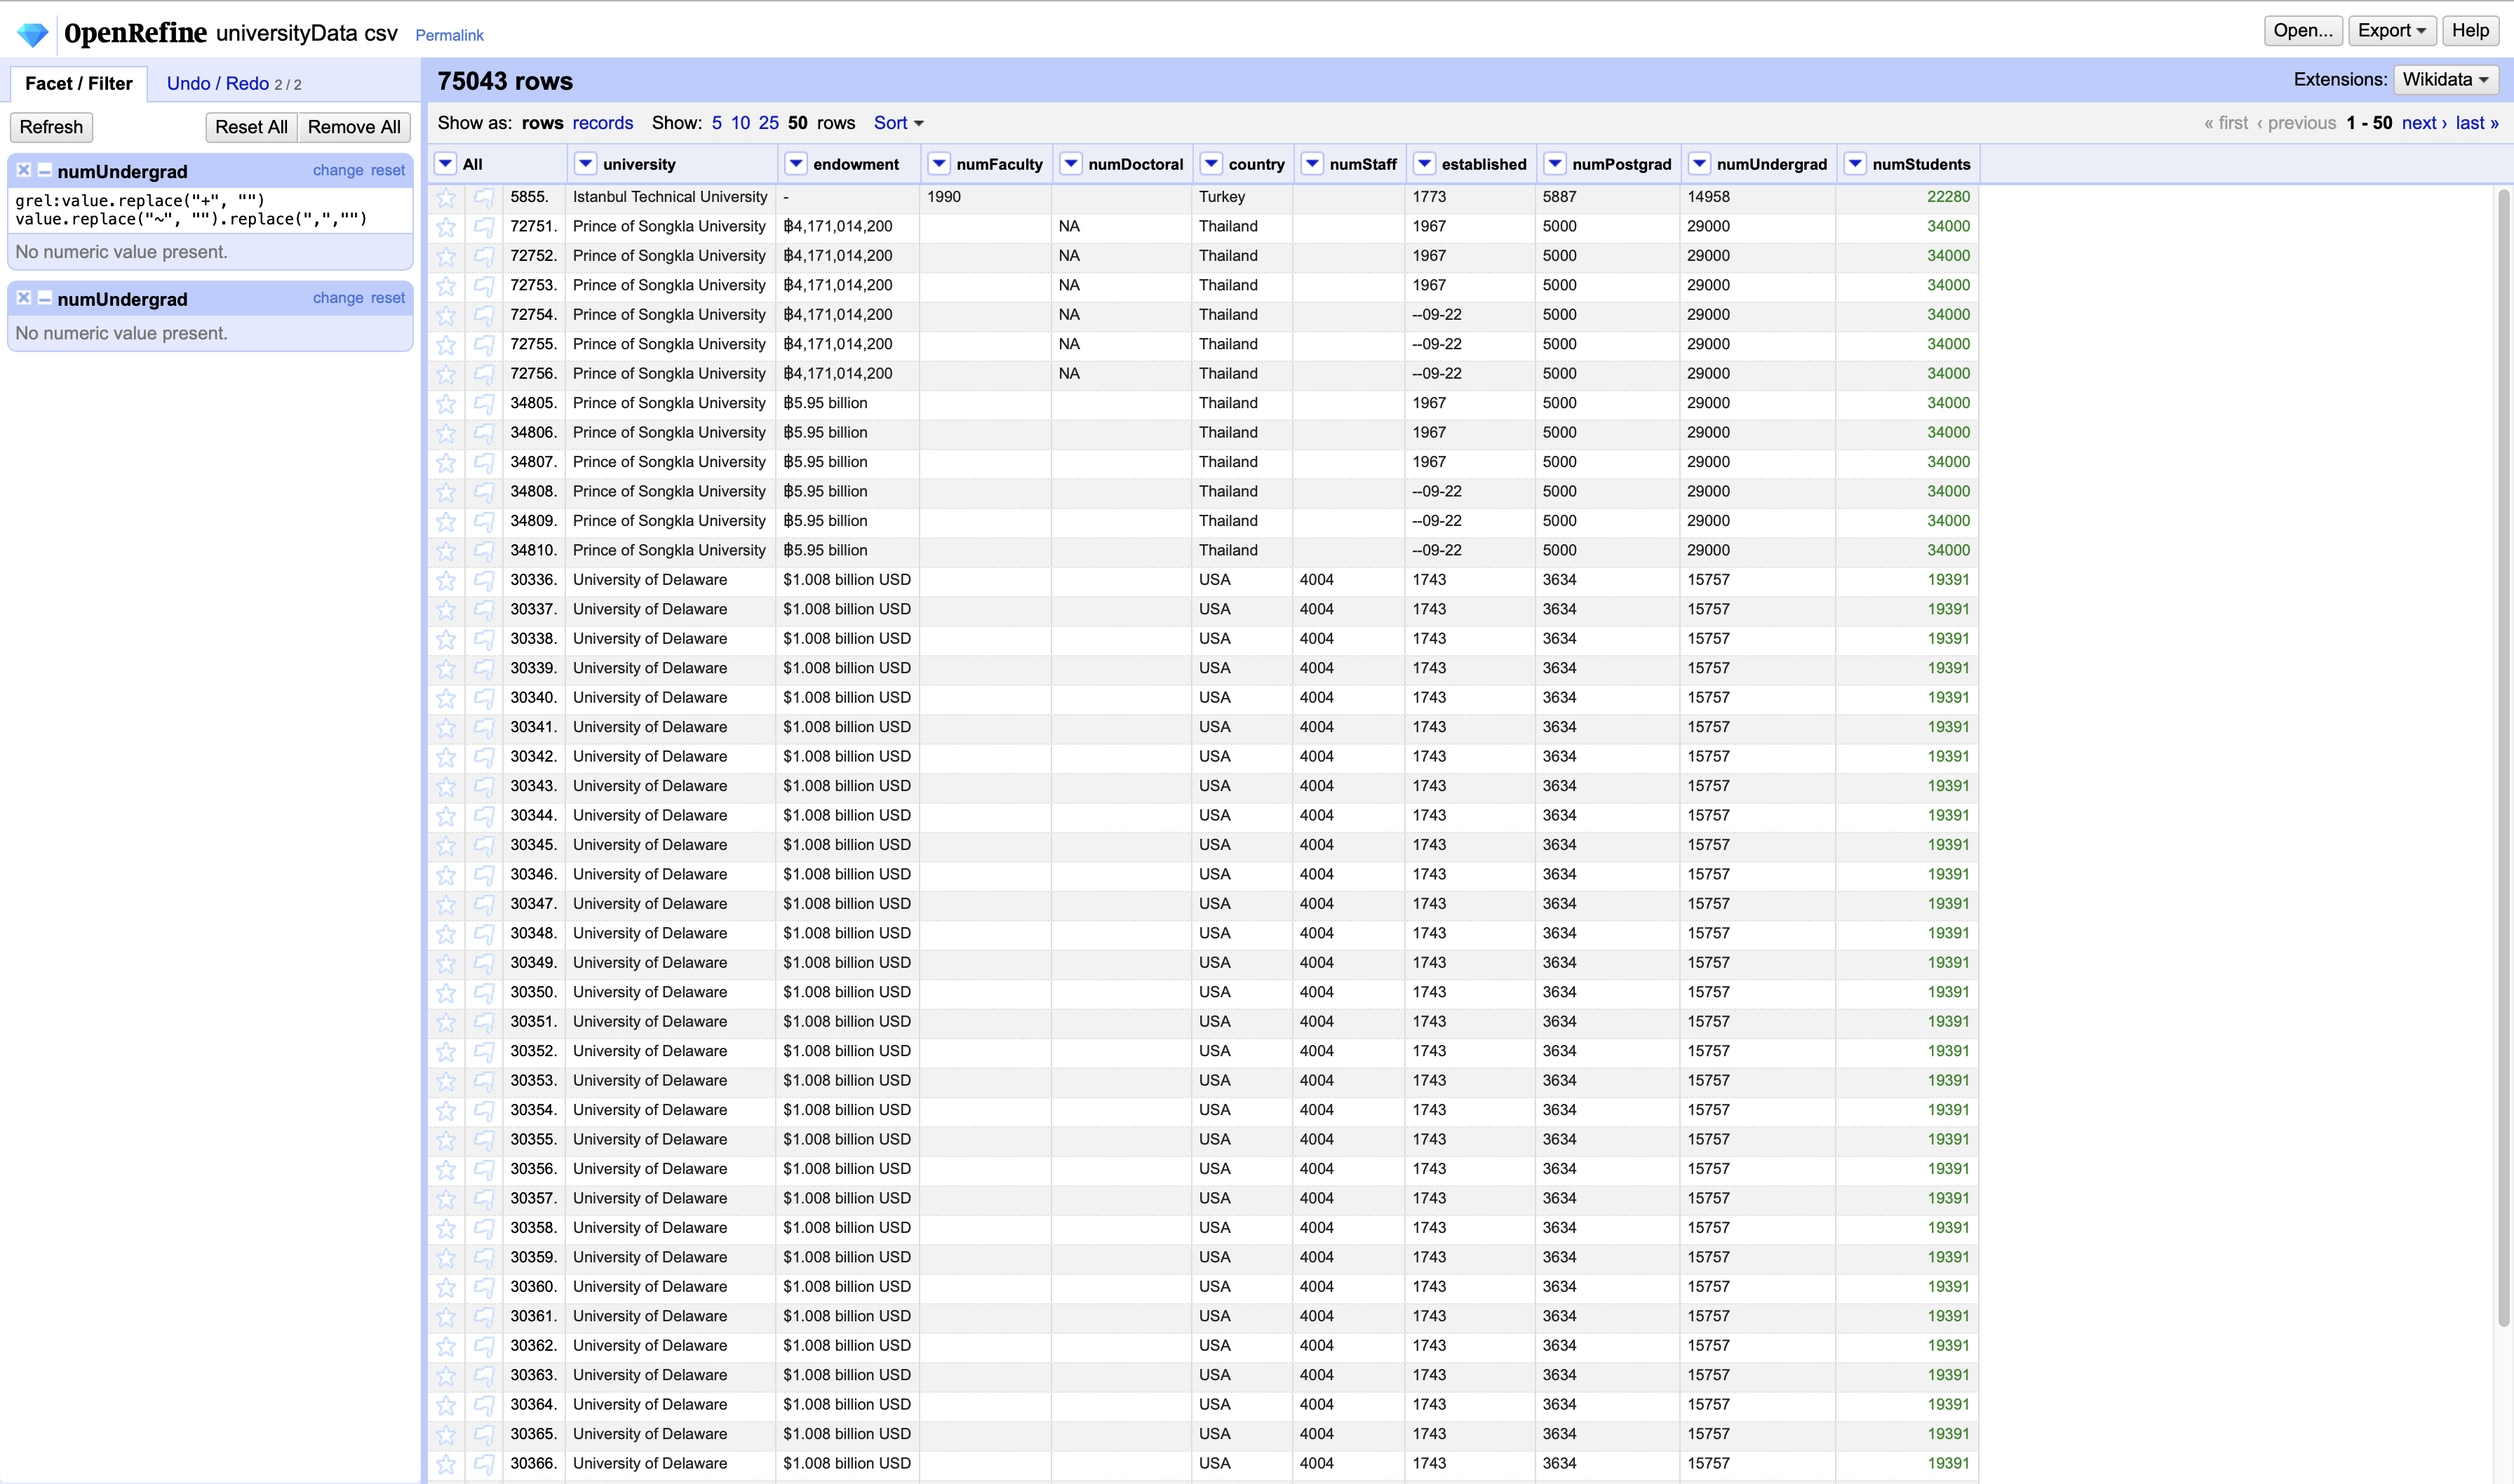 OpenRefine universityData csv Permalink Open... Export Help
Facet / Filter Undo / Redo 2 / 2 75043 rows Extensions: Wikidata
Refresh Reset All Remove All Show as: rows records Show: 5 10 25 50 rows Sort « first ‹ previous 1 - 50 next › last »
numUndergrad change reset
grel:value.replace("+", "")
value.replace("~", "").replace(",","")
No numeric value present.
numUndergrad change reset
No numeric value present.
All university endowment numFaculty numDoctoral country numStaff established numPostgrad numUndergrad numStudents
5855. Istanbul Technical University - 1990 Turkey 1773 5887 14958 22280
72751. Prince of Songkla University ฿4,171,014,200 NA Thailand 1967 5000 29000 34000
72752. Prince of Songkla University ฿4,171,014,200 NA Thailand 1967 5000 29000 34000
72753. Prince of Songkla University ฿4,171,014,200 NA Thailand 1967 5000 29000 34000
72754. Prince of Songkla University ฿4,171,014,200 NA Thailand --09-22 5000 29000 34000
72755. Prince of Songkla University ฿4,171,014,200 NA Thailand --09-22 5000 29000 34000
72756. Prince of Songkla University ฿4,171,014,200 NA Thailand --09-22 5000 29000 34000
34805. Prince of Songkla University ฿5.95 billion Thailand 1967 5000 29000 34000
34806. Prince of Songkla University ฿5.95 billion Thailand 1967 5000 29000 34000
34807. Prince of Songkla University ฿5.95 billion Thailand 1967 5000 29000 34000
34808. Prince of Songkla University ฿5.95 billion Thailand --09-22 5000 29000 34000
34809. Prince of Songkla University ฿5.95 billion Thailand --09-22 5000 29000 34000
34810. Prince of Songkla University ฿5.95 billion Thailand --09-22 5000 29000 34000
30336. University of Delaware $1.008 billion USD USA 4004 1743 3634 15757 19391
30337. University of Delaware $1.008 billion USD USA 4004 1743 3634 15757 19391
30338. University of Delaware $1.008 billion USD USA 4004 1743 3634 15757 19391
30339. University of Delaware $1.008 billion USD USA 4004 1743 3634 15757 19391
30340. University of Delaware $1.008 billion USD USA 4004 1743 3634 15757 19391
30341. University of Delaware $1.008 billion USD USA 4004 1743 3634 15757 19391
30342. University of Delaware $1.008 billion USD USA 4004 1743 3634 15757 19391
30343. University of Delaware $1.008 billion USD USA 4004 1743 3634 15757 19391
30344. University of Delaware $1.008 billion USD USA 4004 1743 3634 15757 19391
30345. University of Delaware $1.008 billion USD USA 4004 1743 3634 15757 19391
30346. University of Delaware $1.008 billion USD USA 4004 1743 3634 15757 19391
30347. University of Delaware $1.008 billion USD USA 4004 1743 3634 15757 19391
30348. University of Delaware $1.008 billion USD USA 4004 1743 3634 15757 19391
30349. University of Delaware $1.008 billion USD USA 4004 1743 3634 15757 19391
30350. University of Delaware $1.008 billion USD USA 4004 1743 3634 15757 19391
30351. University of Delaware $1.008 billion USD USA 4004 1743 3634 15757 19391
30352. University of Delaware $1.008 billion USD USA 4004 1743 3634 15757 19391
30353. University of Delaware $1.008 billion USD USA 4004 1743 3634 15757 19391
30354. University of Delaware $1.008 billion USD USA 4004 1743 3634 15757 19391
30355. University of Delaware $1.008 billion USD USA 4004 1743 3634 15757 19391
30356. University of Delaware $1.008 billion USD USA 4004 1743 3634 15757 19391
30357. University of Delaware $1.008 billion USD USA 4004 1743 3634 15757 19391
30358. University of Delaware $1.008 billion USD USA 4004 1743 3634 15757 19391
30359. University of Delaware $1.008 billion USD USA 4004 1743 3634 15757 19391
30360. University of Delaware $1.008 billion USD USA 4004 1743 3634 15757 19391
30361. University of Delaware $1.008 billion USD USA 4004 1743 3634 15757 19391
30362. University of Delaware $1.008 billion USD USA 4004 1743 3634 15757 19391
30363. University of Delaware $1.008 billion USD USA 4004 1743 3634 15757 19391
30364. University of Delaware $1.008 billion USD USA 4004 1743 3634 15757 19391
30365. University of Delaware $1.008 billion USD USA 4004 1743 3634 15757 19391
30366. University of Delaware $1.008 billion USD USA 4004 1743 3634 15757 19391